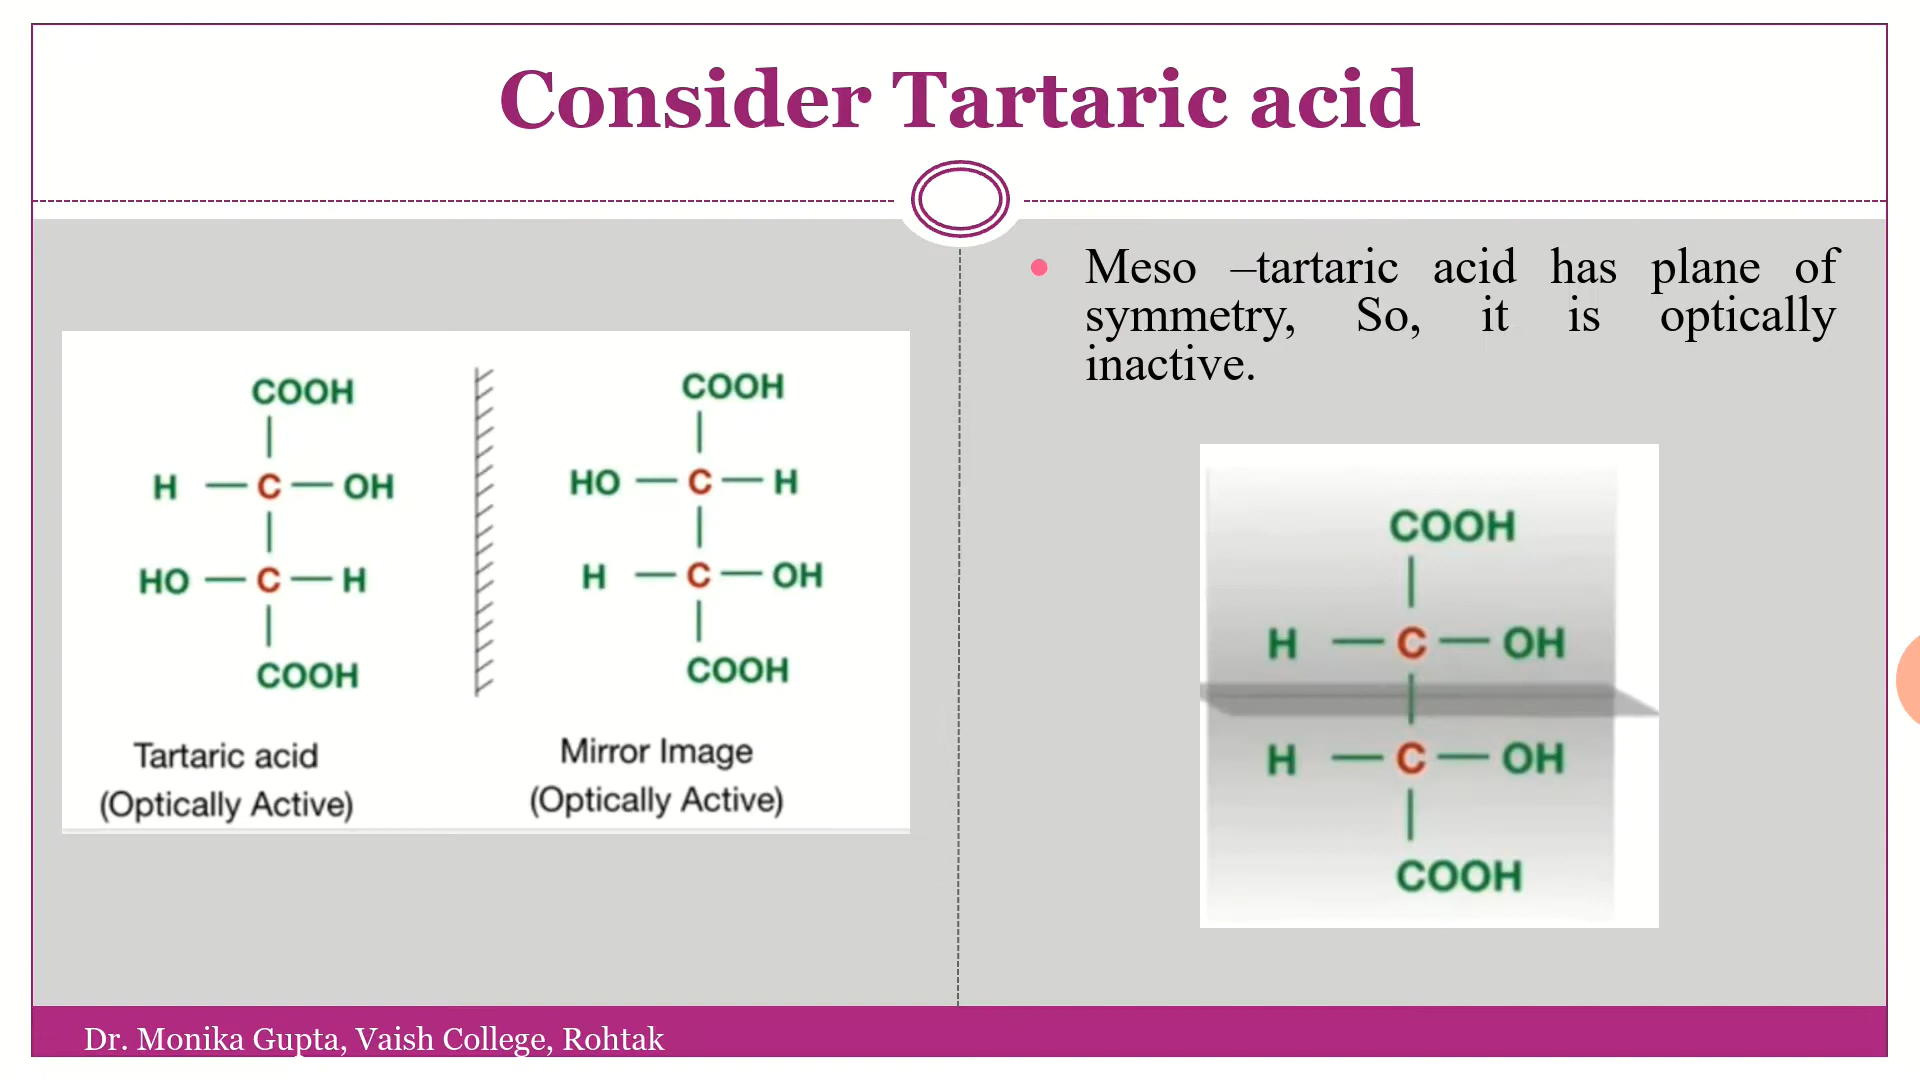 Consider Tartaric acid
COOH
H — C — OH
HO — C — H
COOH
Tartaric acid
(Optically Active)
COOH
HO — C — H
H — C — OH
COOH
Mirror Image
(Optically Active)
Meso –tartaric acid has plane of
symmetry, So, it is optically
inactive.
COOH
H — C — OH
H — C — OH
COOH
Dr. Monika Gupta, Vaish College, Rohtak